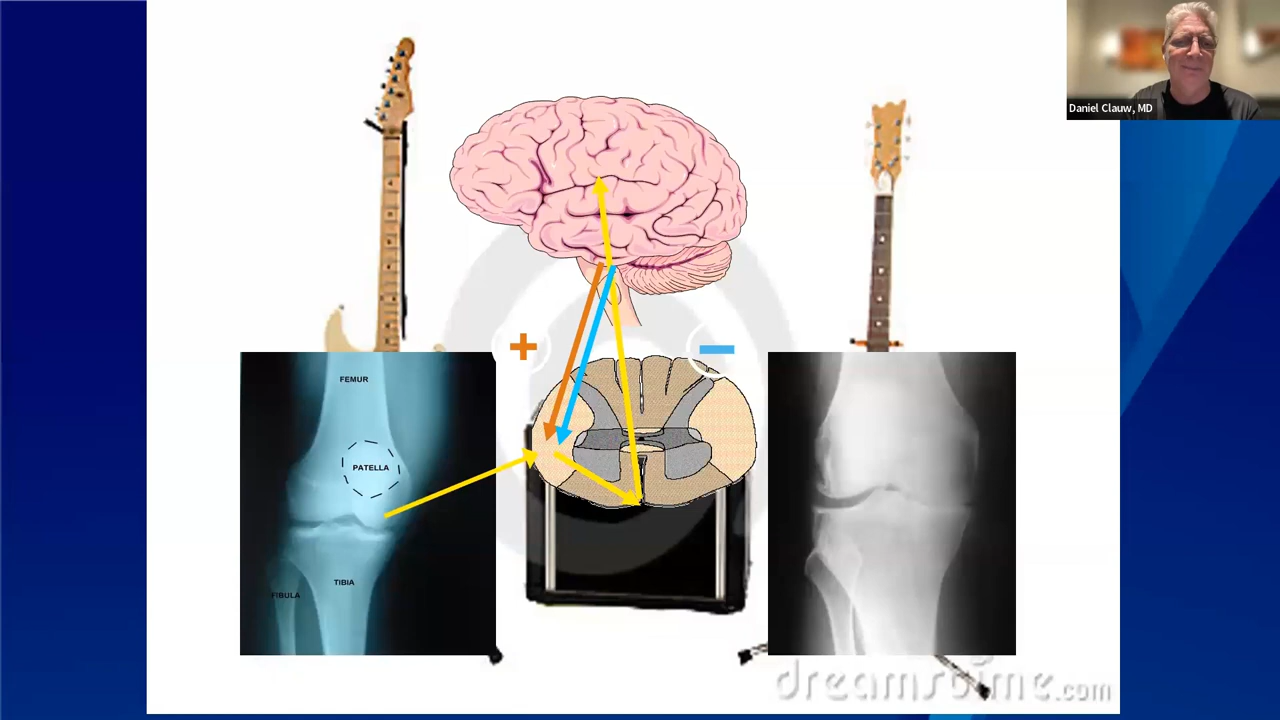 Daniel Clauw, MD
+
FEMUR
PATELLA
TIBIA
FIBULA
dreamstime.com